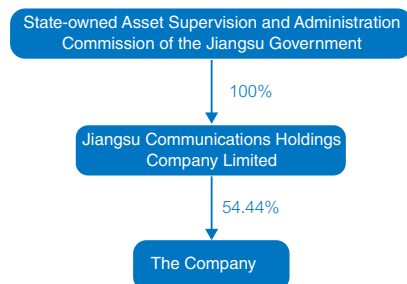 State-owned Asset Supervision and Administration
Commission of the Jiangsu Government
100%
Jiangsu Communications Holdings
Company Limited
54.44%
The Company